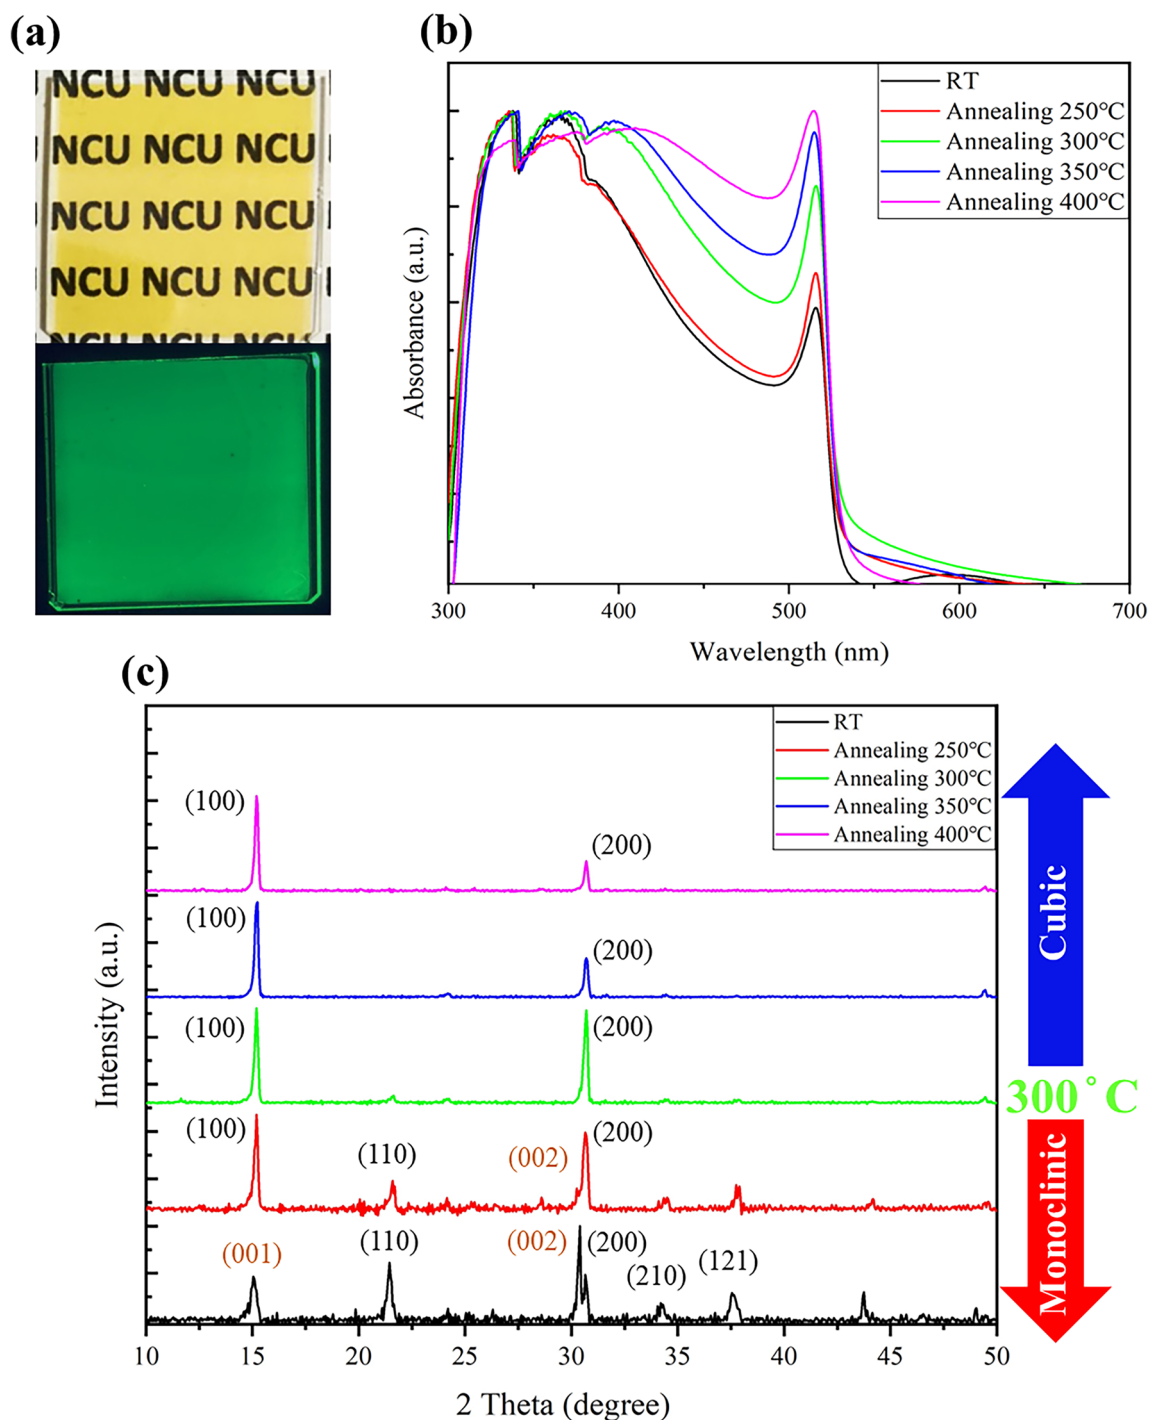 (a)
NCU NCU NCU
NCU NCU NCU
NCU NCU NCU
NCU NCU NCU
(b)
RT
Annealing 250°C
Annealing 300°C
Annealing 350°C
Annealing 400°C
Absorbance (a.u.)
300 400 500 600 700
Wavelength (nm)
(c)
RT
Annealing 250°C
Annealing 300°C
Annealing 350°C
Annealing 400°C
(100) (200)
(100) (200)
(100) (200)
(100) (110) (002) (200)
(001) (110) (002) (200) (210) (121)
Intensity (a.u.)
10 15 20 25 30 35 40 45 50
2 Theta (degree)
Cubic
300°C
Monoclinic